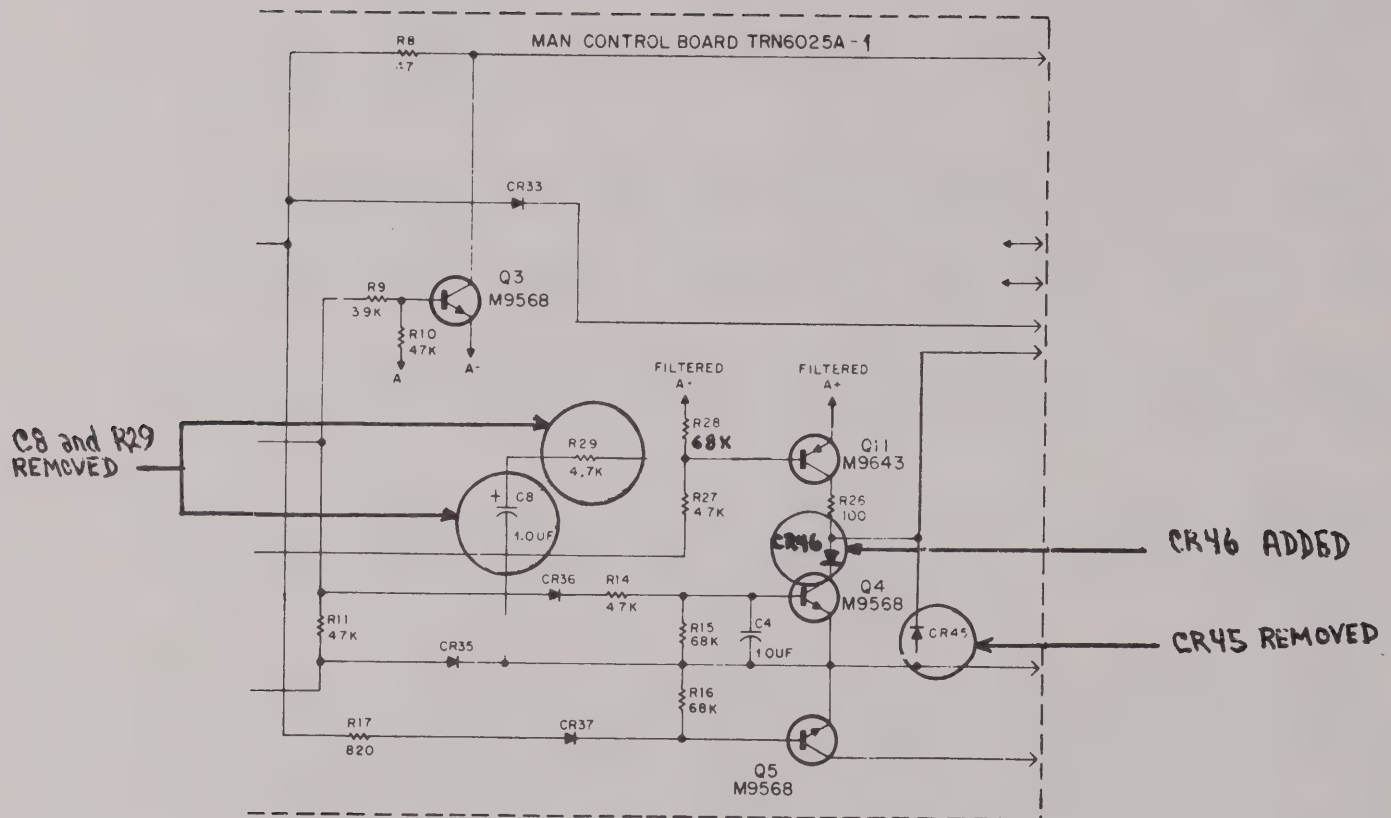 MAN CONTROL BOARD TRN6025A-1
R8
47
CR33
Q3
M9568
R9
39K
R10
47K
A
A-
FILTERED
A-
FILTERED
A+
C8 and R29
REMOVED
R28
68K
Q11
M9643
R29
4.7K
+
C8
1.0UF
R27
4.7K
R26
100
CR46
CR46 ADDED
CR36
R14
47K
Q4
M9568
R11
47K
R15
68K
C4
10UF
CR45
CR45 REMOVED
CR35
R16
68K
R17
820
CR37
Q5
M9568